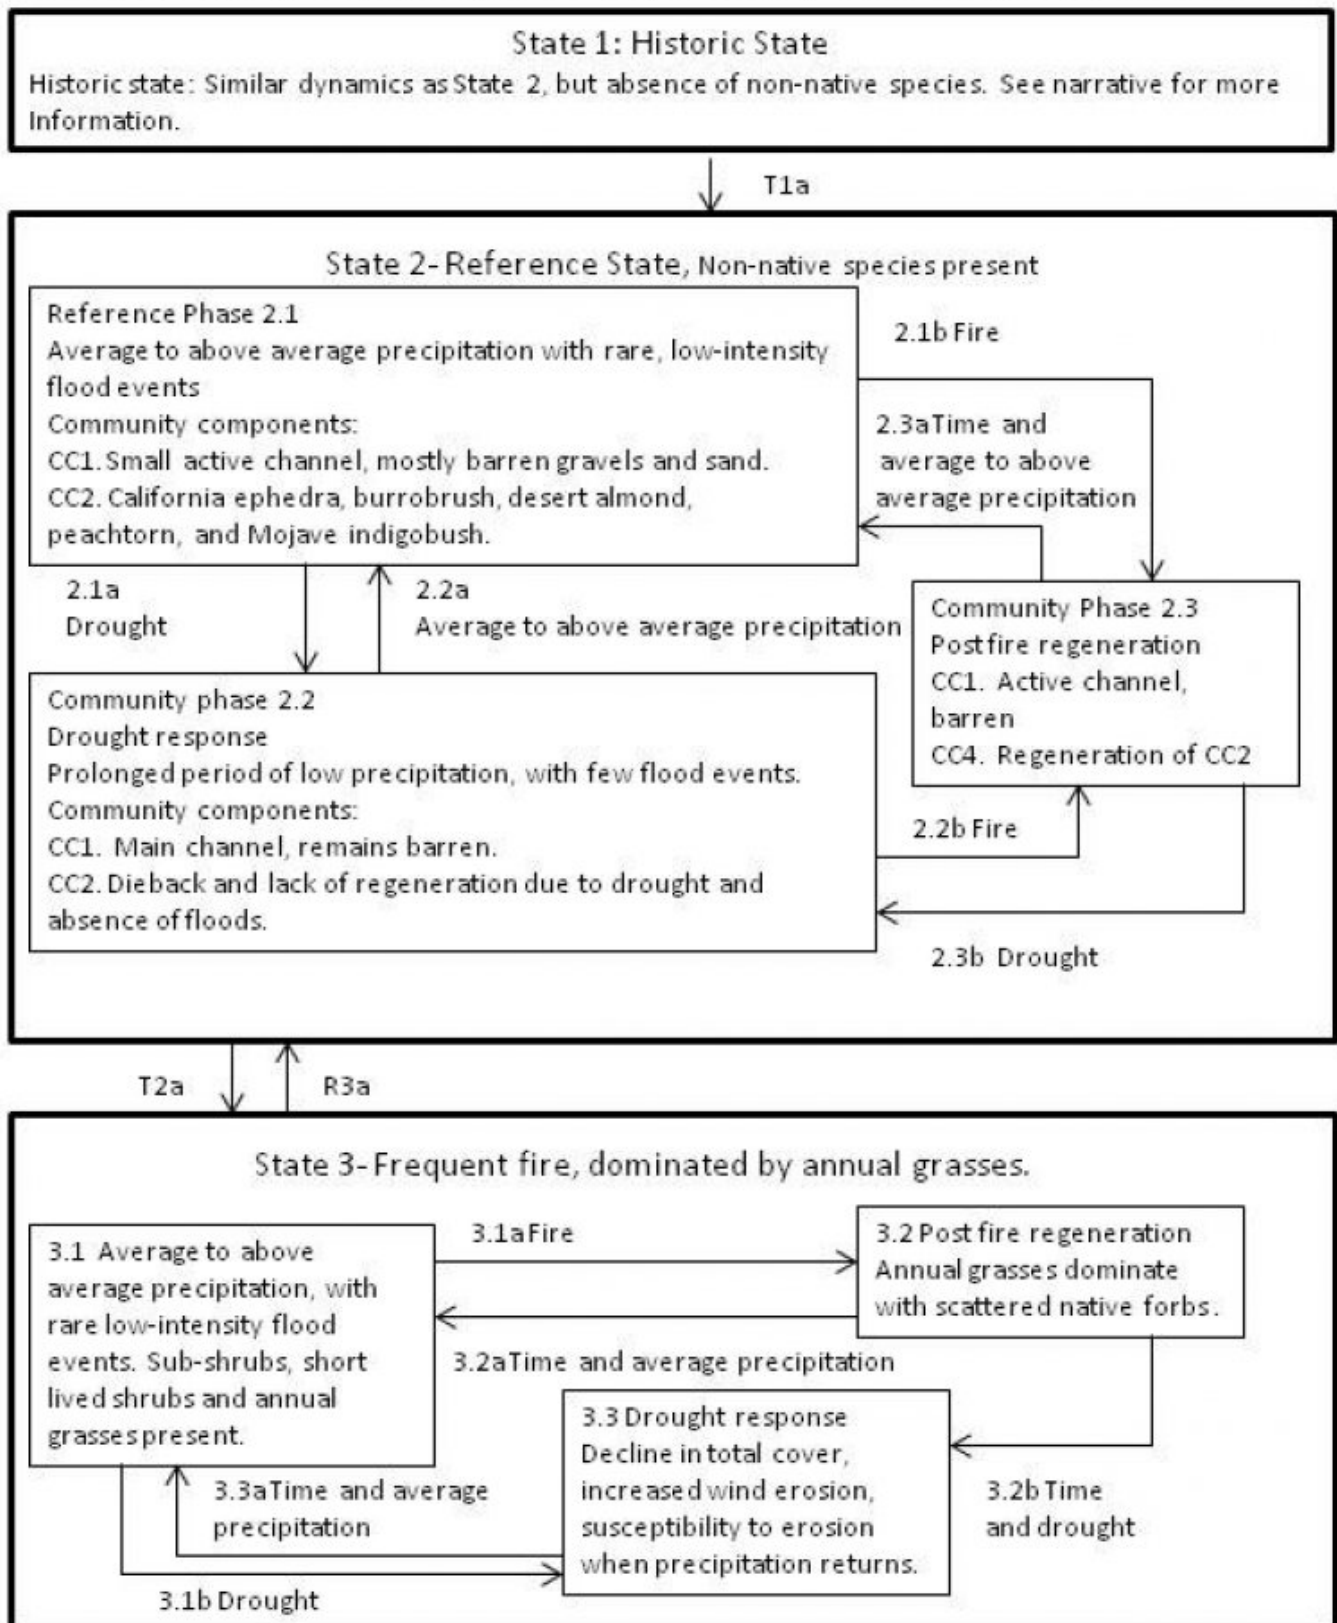 State 1: Historic State
Historic state: Similar dynamics as State 2, but absence of non-native species. See narrative for more
Information.
T1a
State 2- Reference State, Non-native species present
Reference Phase 2.1
Average to above average precipitation with rare, low-intensity
flood events
Community components:
CC1. Small active channel, mostly barren gravels and sand.
CC2. California ephedra, burrobrush, desert almond,
peachtorn, and Mojave indigobush.
2.1b Fire
2.3a Time and
average to above
average precipitation
2.1a
Drought
2.2a
Average to above average precipitation
Community Phase 2.3
Post fire regeneration
CC1. Active channel,
barren
CC4. Regeneration of CC2
Community phase 2.2
Drought response
Prolonged period of low precipitation, with few flood events.
Community components:
CC1. Main channel, remains barren.
CC2. Dieback and lack of regeneration due to drought and
absence of floods.
2.2b Fire
2.3b Drought
T2a
R3a
State 3- Frequent fire, dominated by annual grasses.
3.1 Average to above
average precipitation, with
rare low-intensity flood
events. Sub-shrubs, short
lived shrubs and annual
grasses present.
3.1a Fire
3.2 Post fire regeneration
Annual grasses dominate
with scattered native forbs.
3.2a Time and average precipitation
3.3 Drought response
Decline in total cover,
increased wind erosion,
susceptibility to erosion
when precipitation returns.
3.3a Time and average
precipitation
3.2b Time
and drought
3.1b Drought